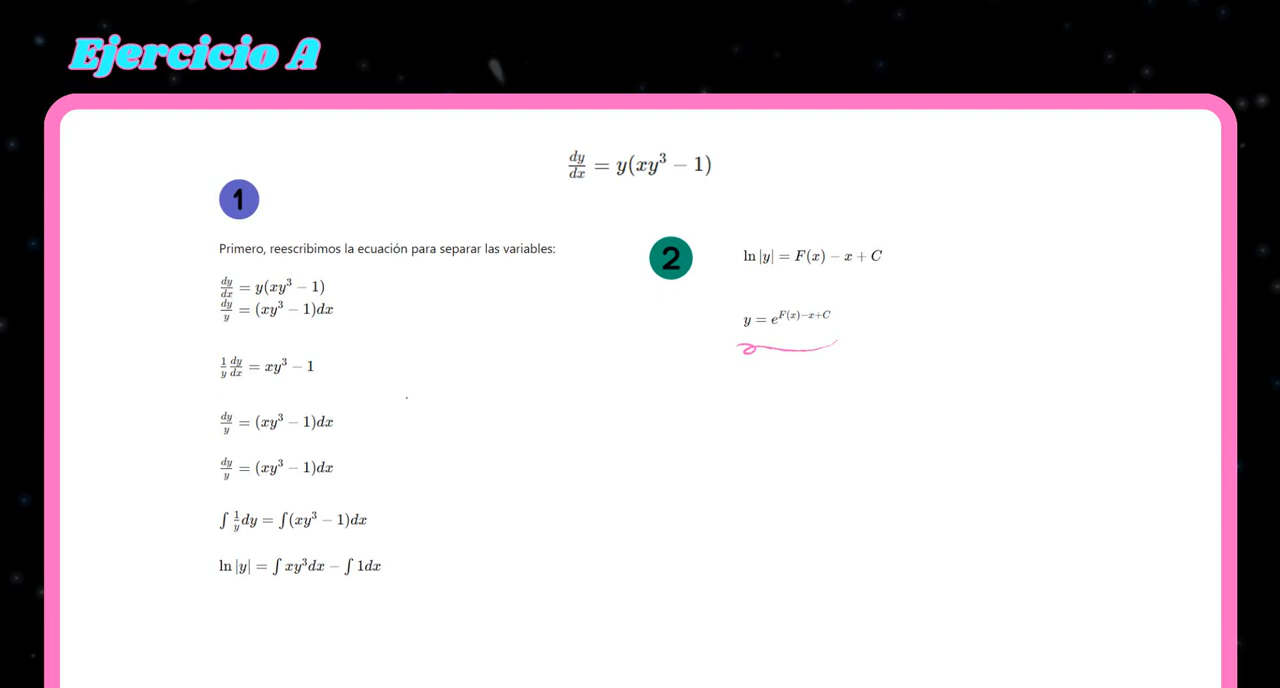 Ejercicio A
dy/dx = y(xy³ − 1)
1
Primero, reescribimos la ecuación para separar las variables:
dy/dx = y(xy³ − 1)
dy/y = (xy³ − 1)dx
1/y dy/dx = xy³ − 1
dy/y = (xy³ − 1)dx
dy/y = (xy³ − 1)dx
∫ 1/y dy = ∫(xy³ − 1)dx
ln |y| = ∫ xy³dx − ∫ 1dx
2
ln |y| = F(x) − x + C
y = e^{F(x)−x+C}